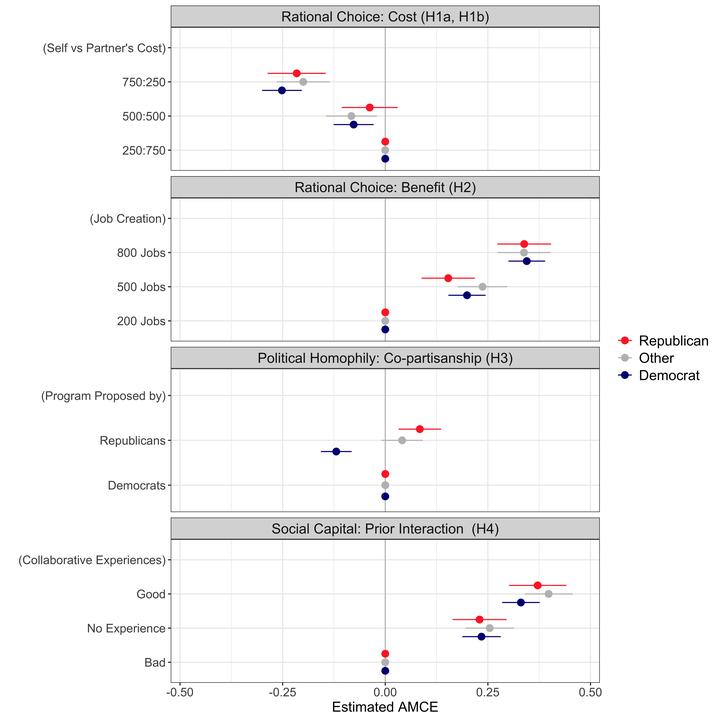 Rational Choice: Cost (H1a, H1b)
(Self vs Partner's Cost)
750:250
500:500
250:750
Rational Choice: Benefit (H2)
(Job Creation)
800 Jobs
500 Jobs
200 Jobs
Political Homophily: Co-partisanship (H3)
(Program Proposed by)
Republicans
Democrats
Social Capital: Prior Interaction  (H4)
(Collaborative Experiences)
Good
No Experience
Bad
-0.50 -0.25 0.00 0.25 0.50
Estimated AMCE
Republican
Other
Democrat